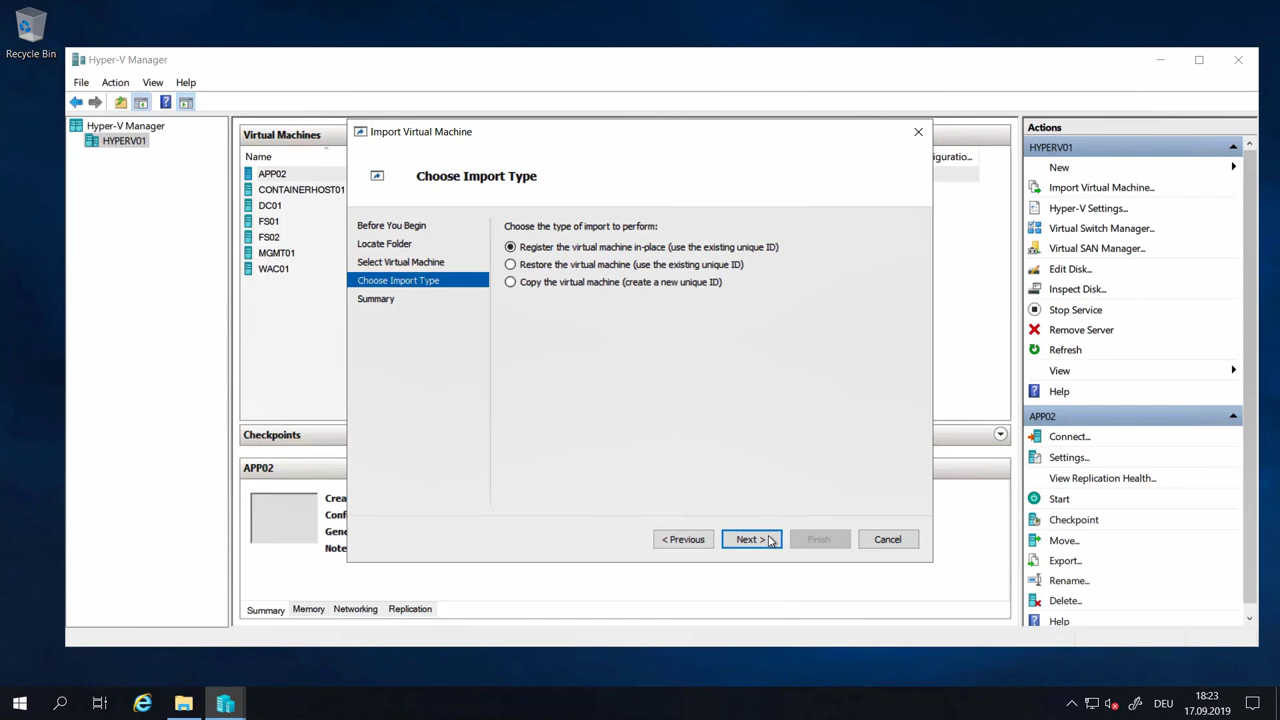 Recycle Bin
Hyper-V Manager
File Action View Help
Hyper-V Manager
HYPERV01
Virtual Machines
Name
iguratio...
APP02
CONTAINERHOST01
DC01
FS01
FS02
MGMT01
WAC01
Checkpoints
APP02
Crea
Confi
Gene
Note
Summary Memory Networking Replication
Import Virtual Machine
Choose Import Type
Before You Begin
Locate Folder
Select Virtual Machine
Choose Import Type
Summary
Choose the type of import to perform:
Register the virtual machine in-place (use the existing unique ID)
Restore the virtual machine (use the existing unique ID)
Copy the virtual machine (create a new unique ID)
< Previous Next > Finish Cancel
Actions
HYPERV01
New
Import Virtual Machine...
Hyper-V Settings...
Virtual Switch Manager...
Virtual SAN Manager...
Edit Disk...
Inspect Disk...
Stop Service
Remove Server
Refresh
View
Help
APP02
Connect...
Settings...
View Replication Health...
Start
Checkpoint
Move...
Export...
Rename...
Delete...
Help
DEU
18:23
17.09.2019